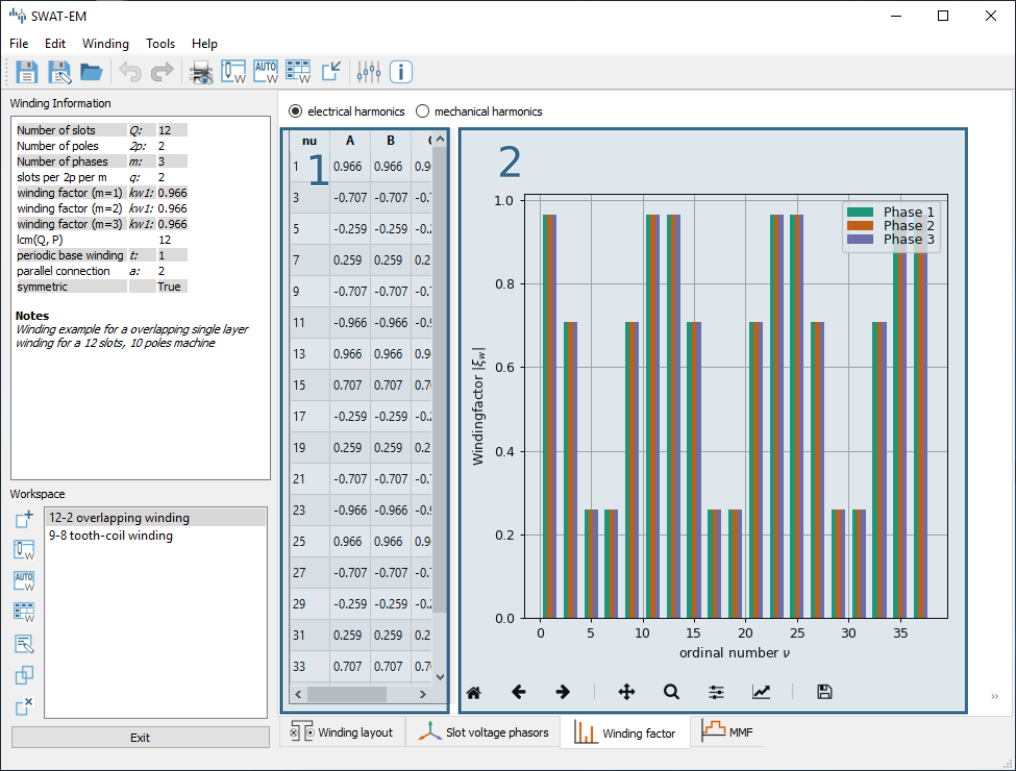 SWAT-EM
File Edit Winding Tools Help
W AUTO W W
Winding Information
Number of slots Q: 12
Number of poles 2p: 2
Number of phases m: 3
slots per 2p per m q: 2
winding factor (m=1) kw1: 0.966
winding factor (m=2) kw1: 0.966
winding factor (m=3) kw1: 0.966
lcm(Q, P) 12
periodic base winding t: 1
parallel connection a: 2
symmetric True
Notes
Winding example for a overlapping single layer
winding for a 12 slots, 10 poles machine
Workspace
12-2 overlapping winding
9-8 tooth-coil winding
W
AUTO W
W
Exit
electrical harmonics mechanical harmonics
1
nu A B
1 0.966 0.966 0.9
3 -0.707 -0.707 -0.
5 -0.259 -0.259 -0.
7 0.259 0.259 0.2
9 -0.707 -0.707 -0.
11 -0.966 -0.966 -0.
13 0.966 0.966 0.9
15 0.707 0.707 0.7
17 -0.259 -0.259 -0.
19 0.259 0.259 0.2
21 -0.707 -0.707 -0.
23 -0.966 -0.966 -0.
25 0.966 0.966 0.9
27 -0.707 -0.707 -0.
29 -0.259 -0.259 -0.
31 0.259 0.259 0.2
33 0.707 0.707 0.7
2
Phase 1
Phase 2
Phase 3
1.0
0.8
0.6
0.4
0.2
0.0
Windingfactor |ξw|
0 5 10 15 20 25 30 35
ordinal number ν
Winding layout Slot voltage phasors Winding factor MMF